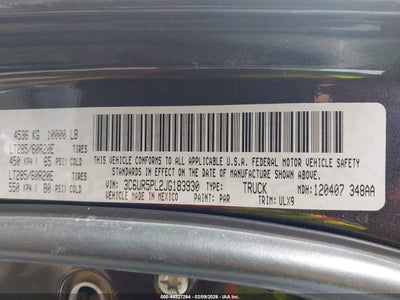 4536 KG 10000 LB
LT285/60R20E TIRES
450 KPA( 65 PSI)COLD
LT285/60R20E TIRES
550 KPA( 80 PSI)COLD
THIS VEHICLE CONFORMS TO ALL APPLICABLE U.S.A. FEDERAL MOTOR VEHICLE SAFETY
STANDARDS IN EFFECT ON THE DATE OF MANUFACTURE SHOWN ABOVE.
VIN: 3C6UR5PL2JG183930 TYPE: TRUCK MDH: 120407 348AA
VEHICLE MADE IN MEXICO PAINT: PAR TRIM: ULX9
000-44327264 - 02/09/2026 - IAAI.COM